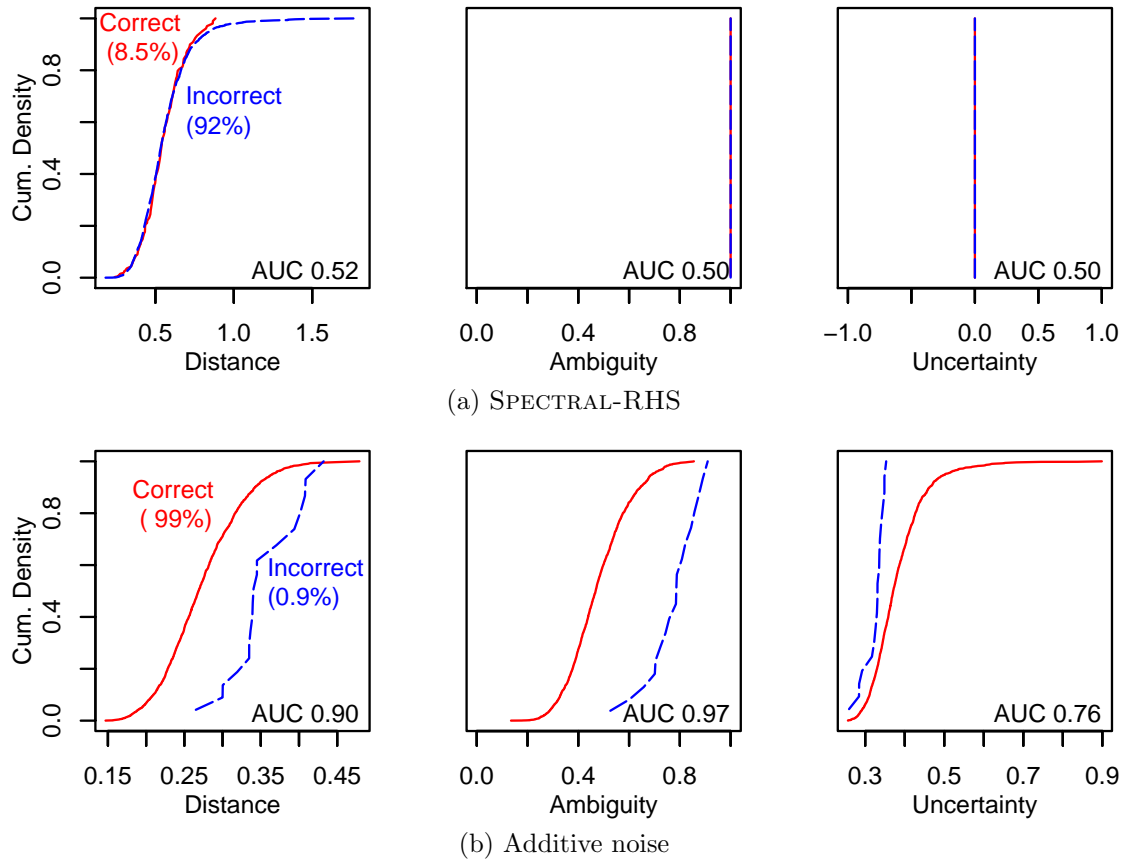 Correct
(8.5%)
Incorrect
(92%)
AUC 0.52
Cum. Density
0.0 0.4 0.8
0.5 1.0 1.5
Distance
AUC 0.50
0.0 0.4 0.8
Ambiguity
AUC 0.50
−1.0 0.0 0.5 1.0
Uncertainty
(a) SPECTRAL-RHS
Correct
( 99%)
Incorrect
(0.9%)
AUC 0.90
Cum. Density
0.0 0.4 0.8
0.15 0.25 0.35 0.45
Distance
AUC 0.97
0.0 0.4 0.8
Ambiguity
AUC 0.76
0.3 0.5 0.7 0.9
Uncertainty
(b) Additive noise